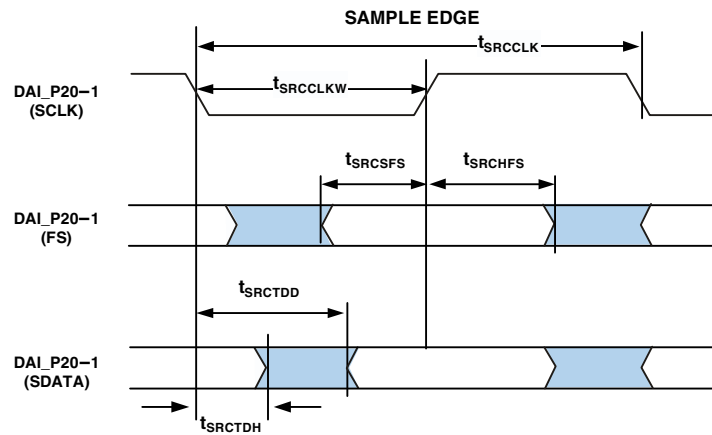 SAMPLE EDGE
tSRCCLK
DAI_P20–1
(SCLK)
tSRCCLKW
tSRCSFS
tSRCHFS
DAI_P20–1
(FS)
tSRCTDD
DAI_P20–1
(SDATA)
tSRCTDH